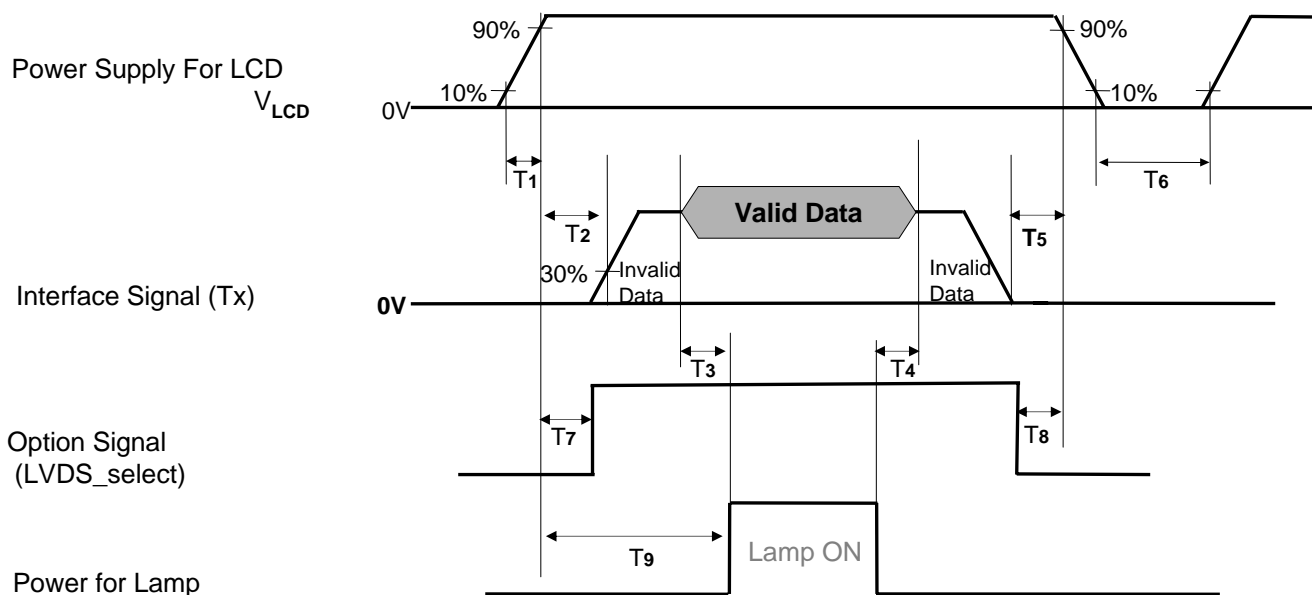 90%
90%
Power Supply For LCD
VLCD
10%
10%
0V
T1
T6
Valid Data
T2
T5
30%
Invalid
Data
Invalid
Data
Interface Signal (Tx)
0V
T3
T4
T7
T8
Option Signal
(LVDS_select)
T9
Lamp ON
Power for Lamp